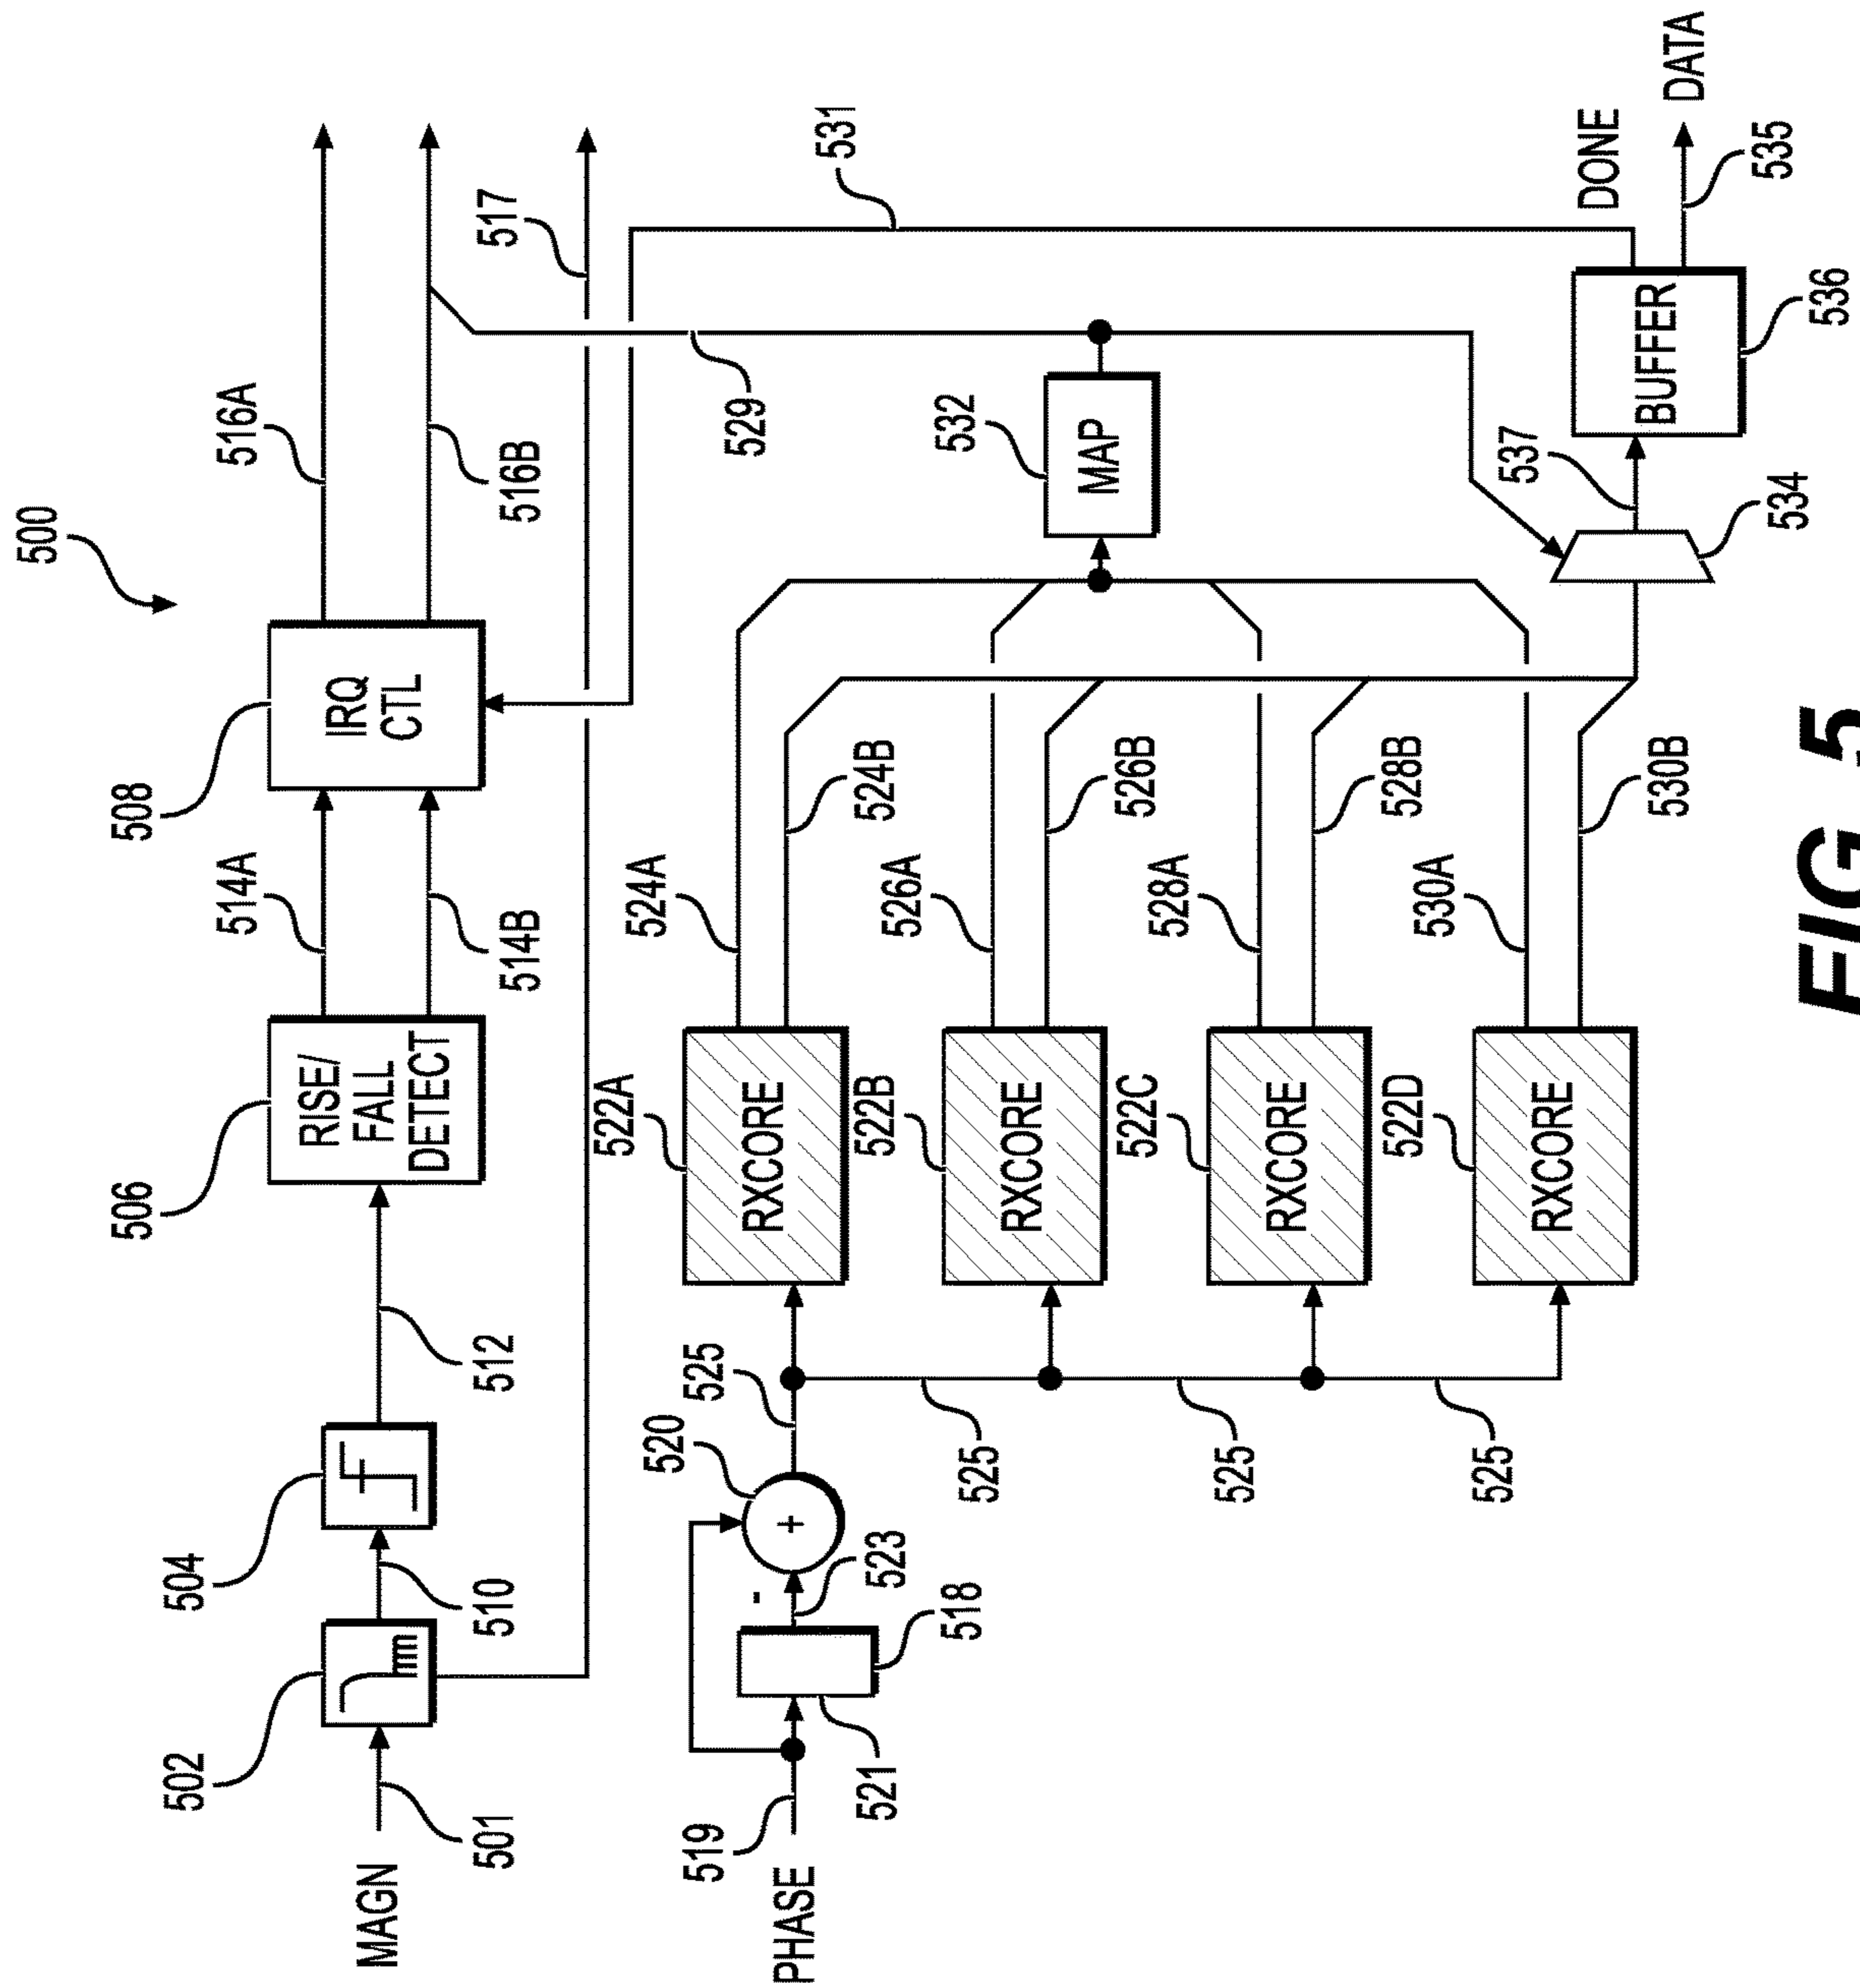 500
508
IRQ
CTL
516A
516B
514A
514B
506
RISE/
FALL
DETECT
512
504
510
502
501
MAGN
517
531
529
532
MAP
524A
524B
526A
526B
528A
528B
530A
530B
522A
RXCORE
522B
RXCORE
522C
RXCORE
522D
RXCORE
525
525
525
525
520
+
-
523
518
521
519
PHASE
534
537
BUFFER
536
DONE
DATA
535
FIG. 5